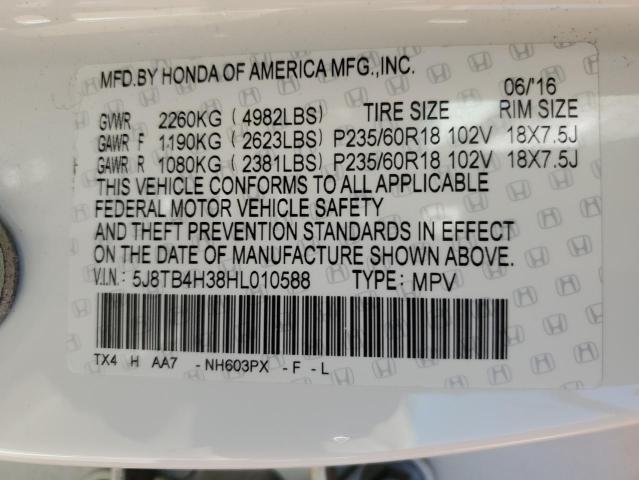 MFD.BY HONDA OF AMERICA MFG.,INC.
06/'16
GVWR 2260KG (4982LBS) TIRE SIZE RIM SIZE
GAWR F 1190KG (2623LBS) P235/60R18 102V 18X7.5J
GAWR R 1080KG (2381LBS) P235/60R18 102V 18X7.5J
THIS VEHICLE CONFORMS TO ALL APPLICABLE
FEDERAL MOTOR VEHICLE SAFETY
AND THEFT PREVENTION STANDARDS IN EFFECT
ON THE DATE OF MANUFACTURE SHOWN ABOVE.
V.I.N: 5J8TB4H38HL010588 TYPE: MPV
TX4 H AA7 -NH603PX -F -L